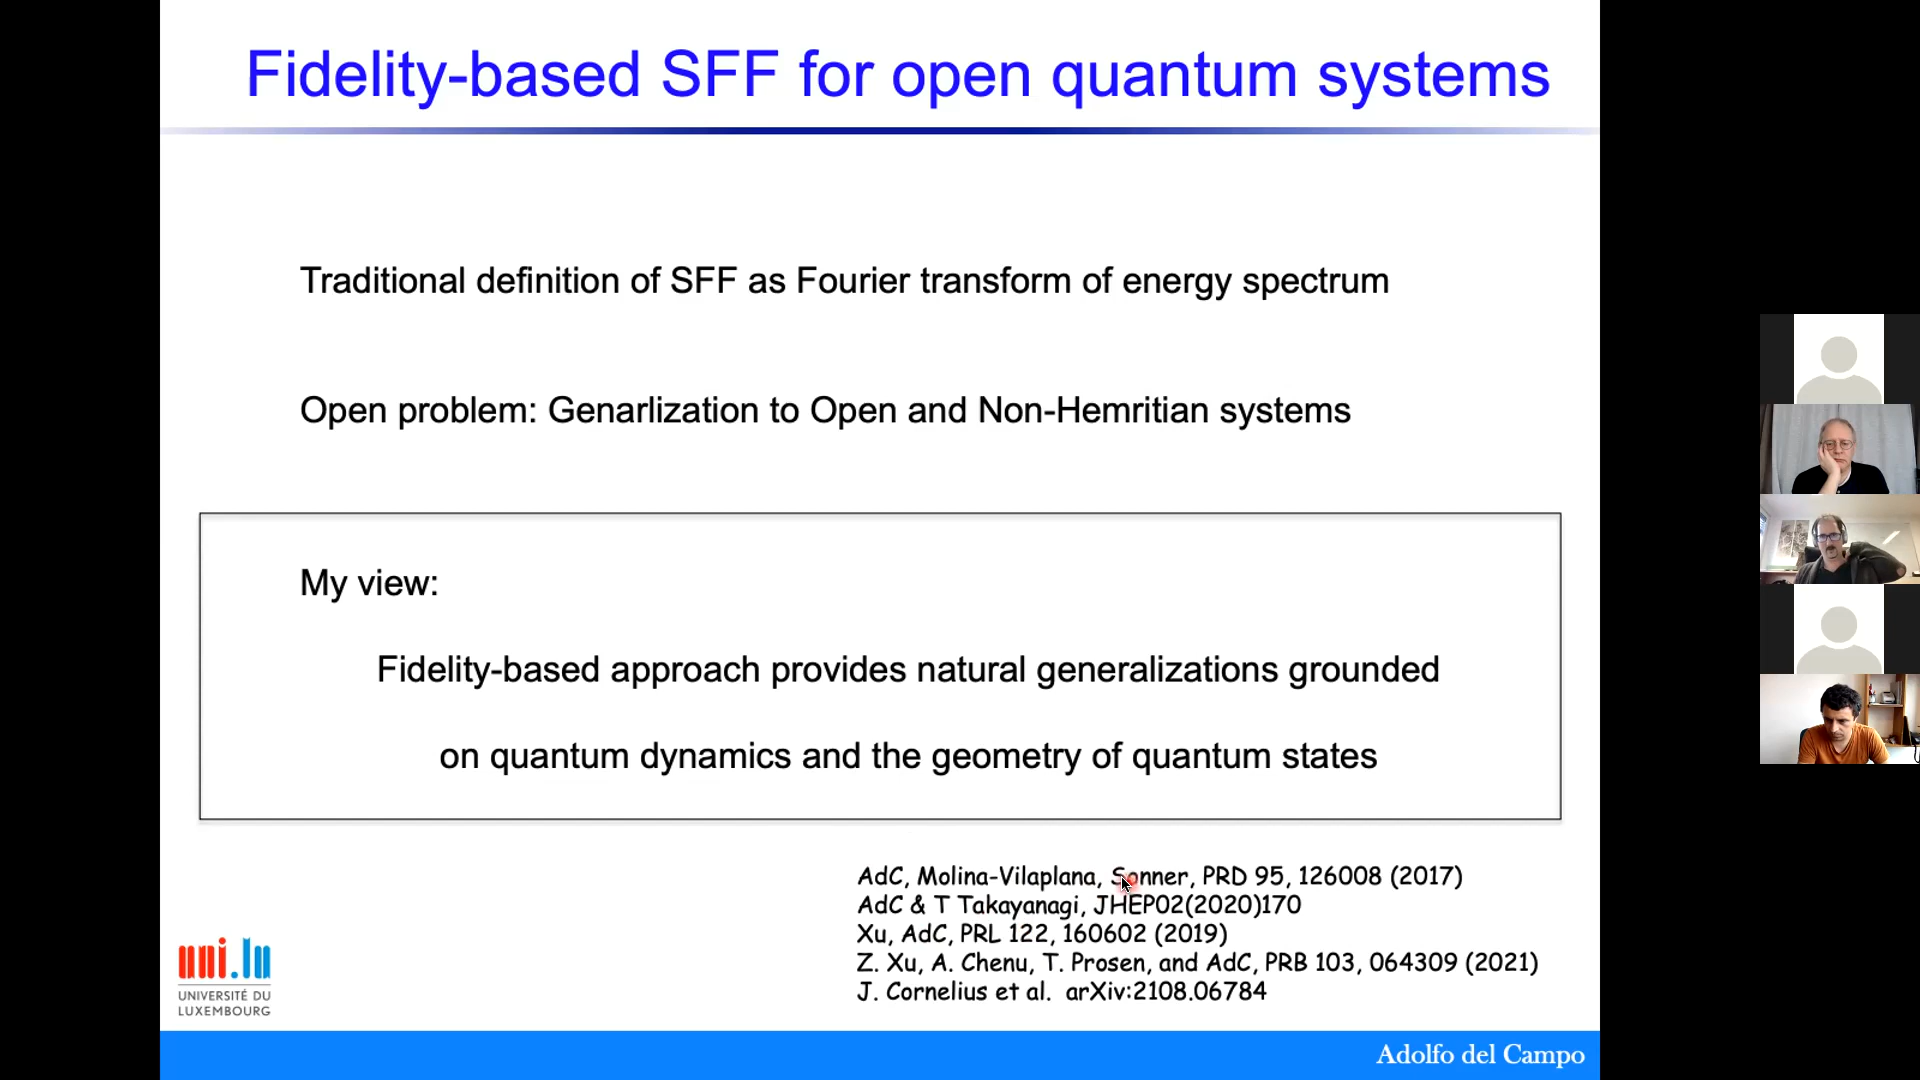 Fidelity-based SFF for open quantum systems
Traditional definition of SFF as Fourier transform of energy spectrum
Open problem: Genarlization to Open and Non-Hemritian systems
My view:
Fidelity-based approach provides natural generalizations grounded
on quantum dynamics and the geometry of quantum states
AdC, Molina-Vilaplana, Sonner, PRD 95, 126008 (2017)
AdC & T Takayanagi, JHEP02(2020)170
Xu, AdC, PRL 122, 160602 (2019)
Z. Xu, A. Chenu, T. Prosen, and AdC, PRB 103, 064309 (2021)
J. Cornelius et al. arXiv:2108.06784
uni.lu
UNIVERSITÉ DU
LUXEMBOURG
Adolfo del Campo